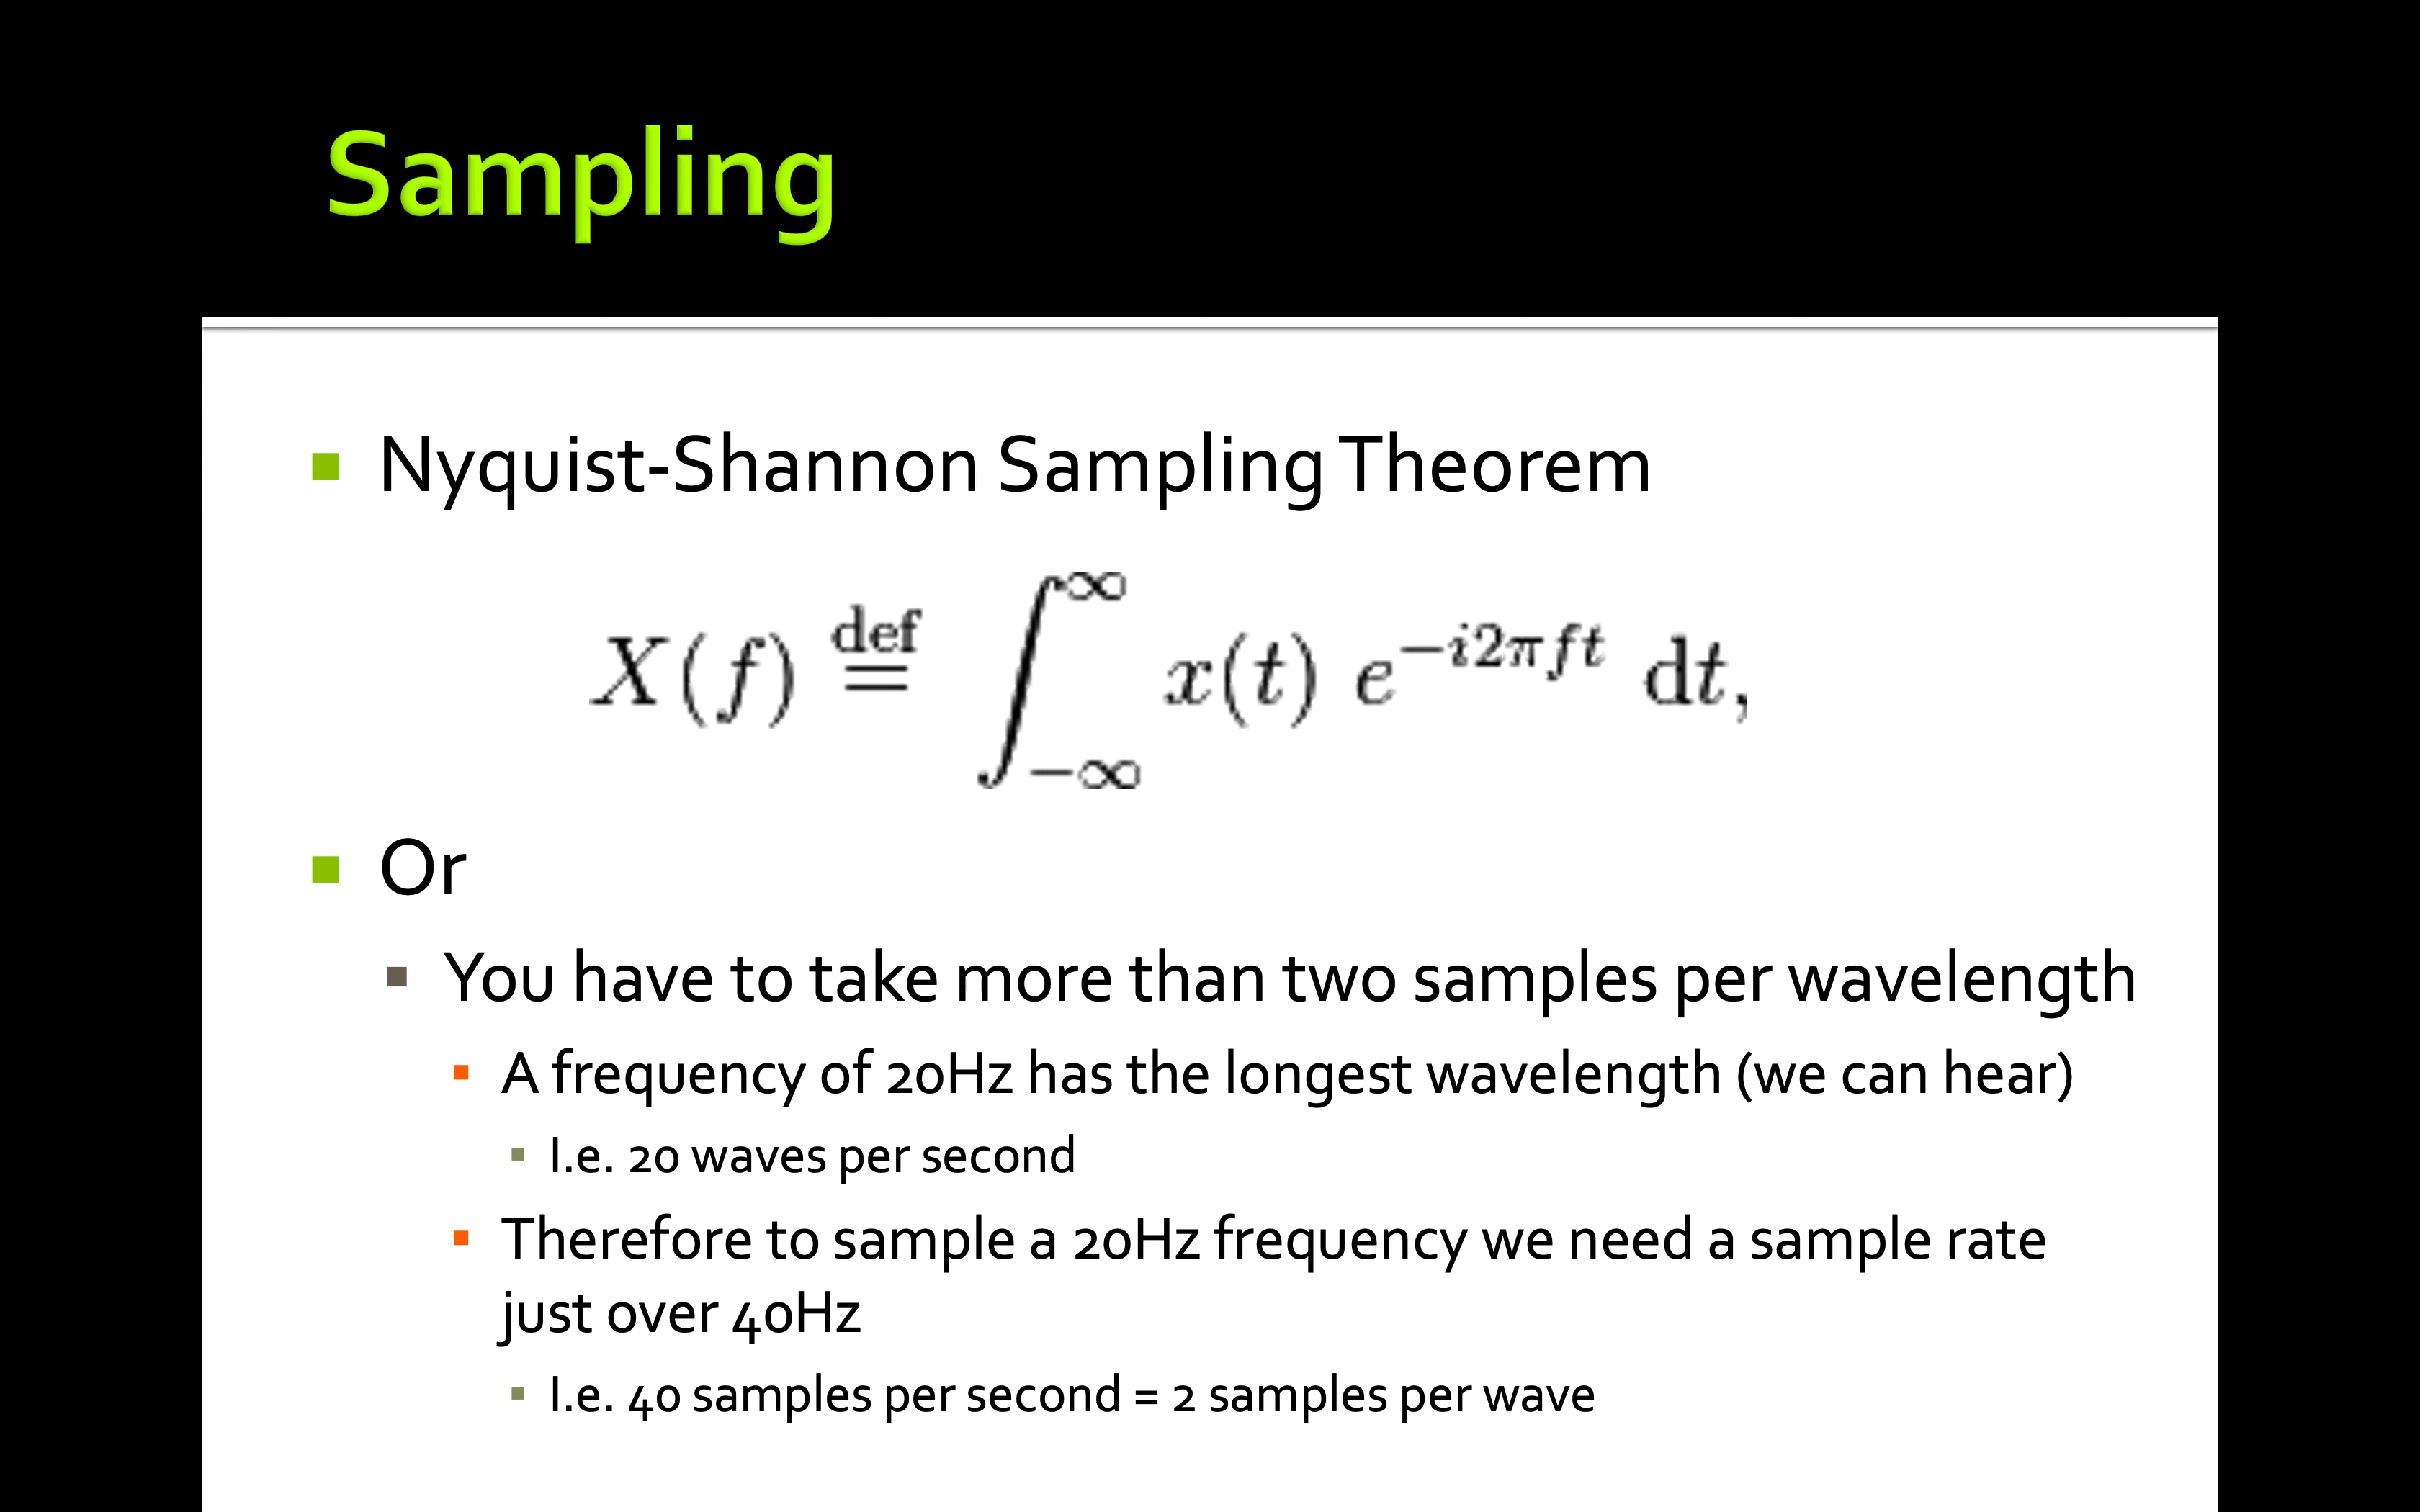 Sampling
Nyquist-Shannon Sampling Theorem
X(f) ≝ ∫_{-∞}^{∞} x(t) e^{-i2πft} dt,
Or
You have to take more than two samples per wavelength
A frequency of 20Hz has the longest wavelength (we can hear)
I.e. 20 waves per second
Therefore to sample a 20Hz frequency we need a sample rate
just over 40Hz
I.e. 40 samples per second = 2 samples per wave